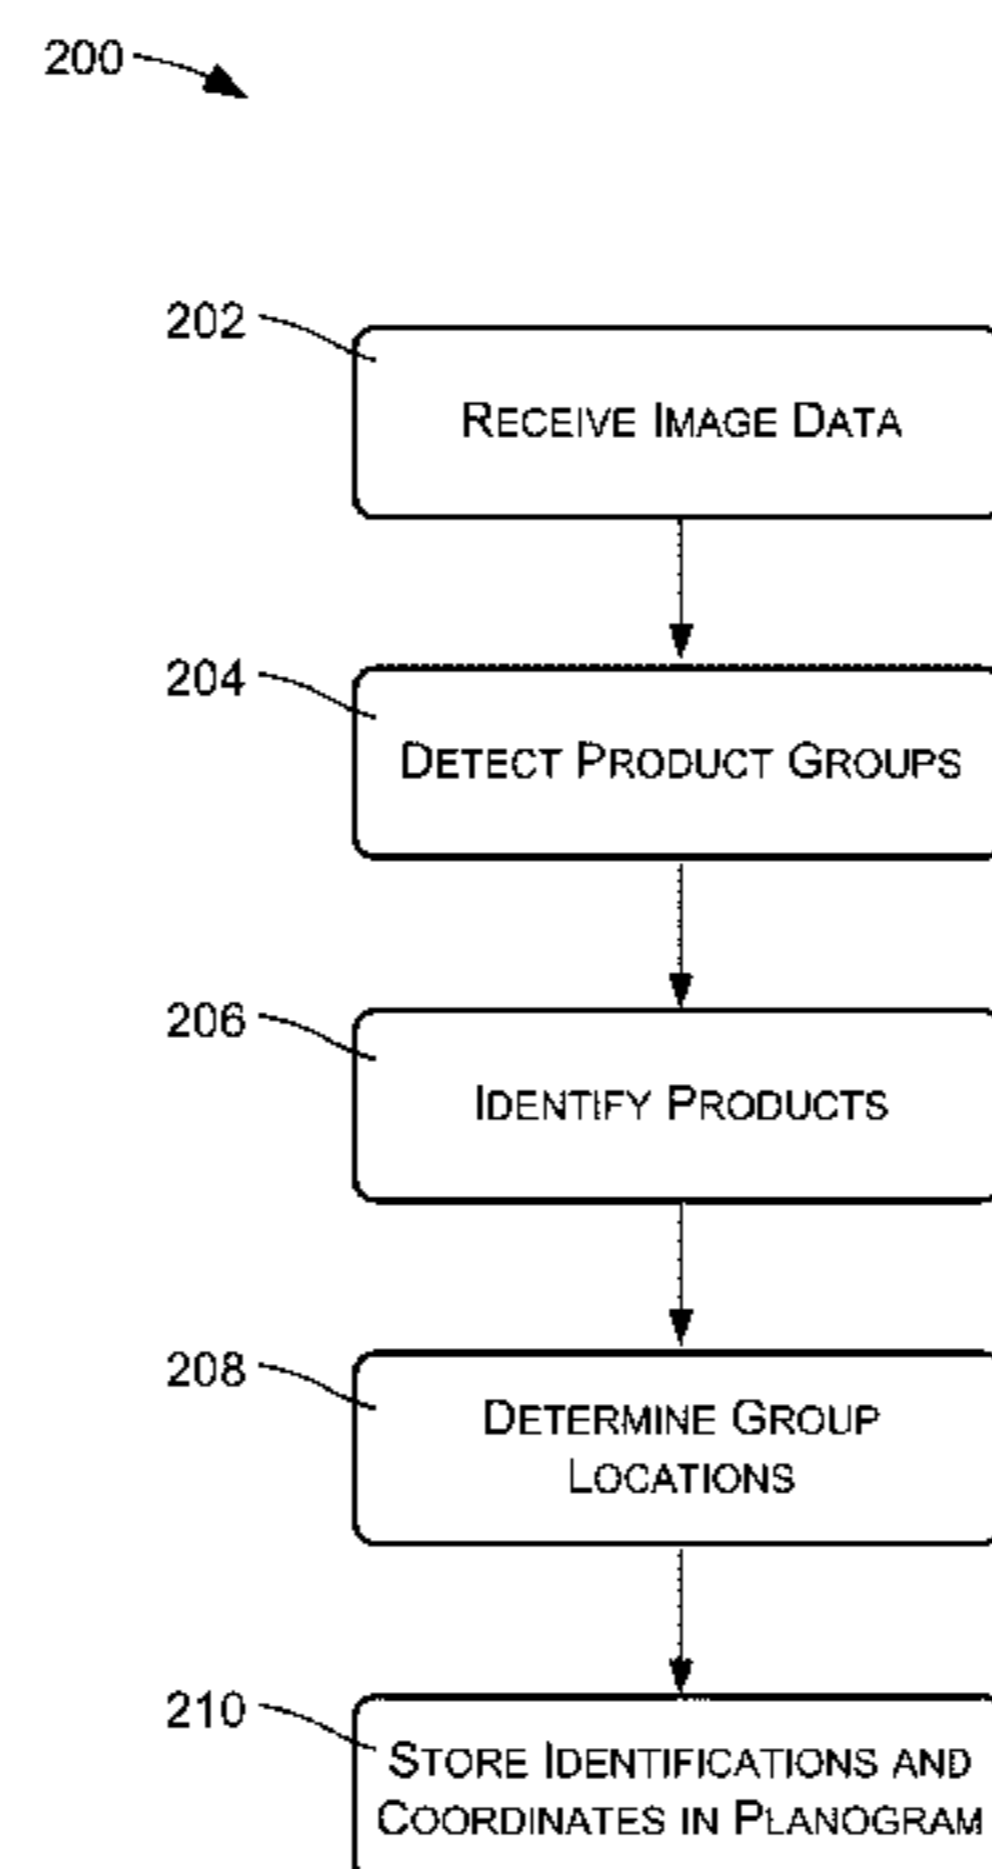 200
202
RECEIVE IMAGE DATA
204
DETECT PRODUCT GROUPS
206
IDENTIFY PRODUCTS
208
DETERMINE GROUP
LOCATIONS
210
STORE IDENTIFICATIONS AND
COORDINATES IN PLANOGRAM